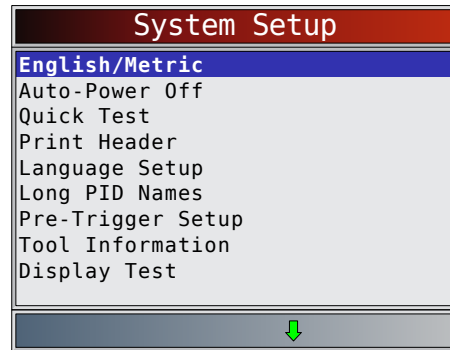 System Setup
English/Metric
Auto-Power Off
Quick Test
Print Header
Language Setup
Long PID Names
Pre-Trigger Setup
Tool Information
Display Test